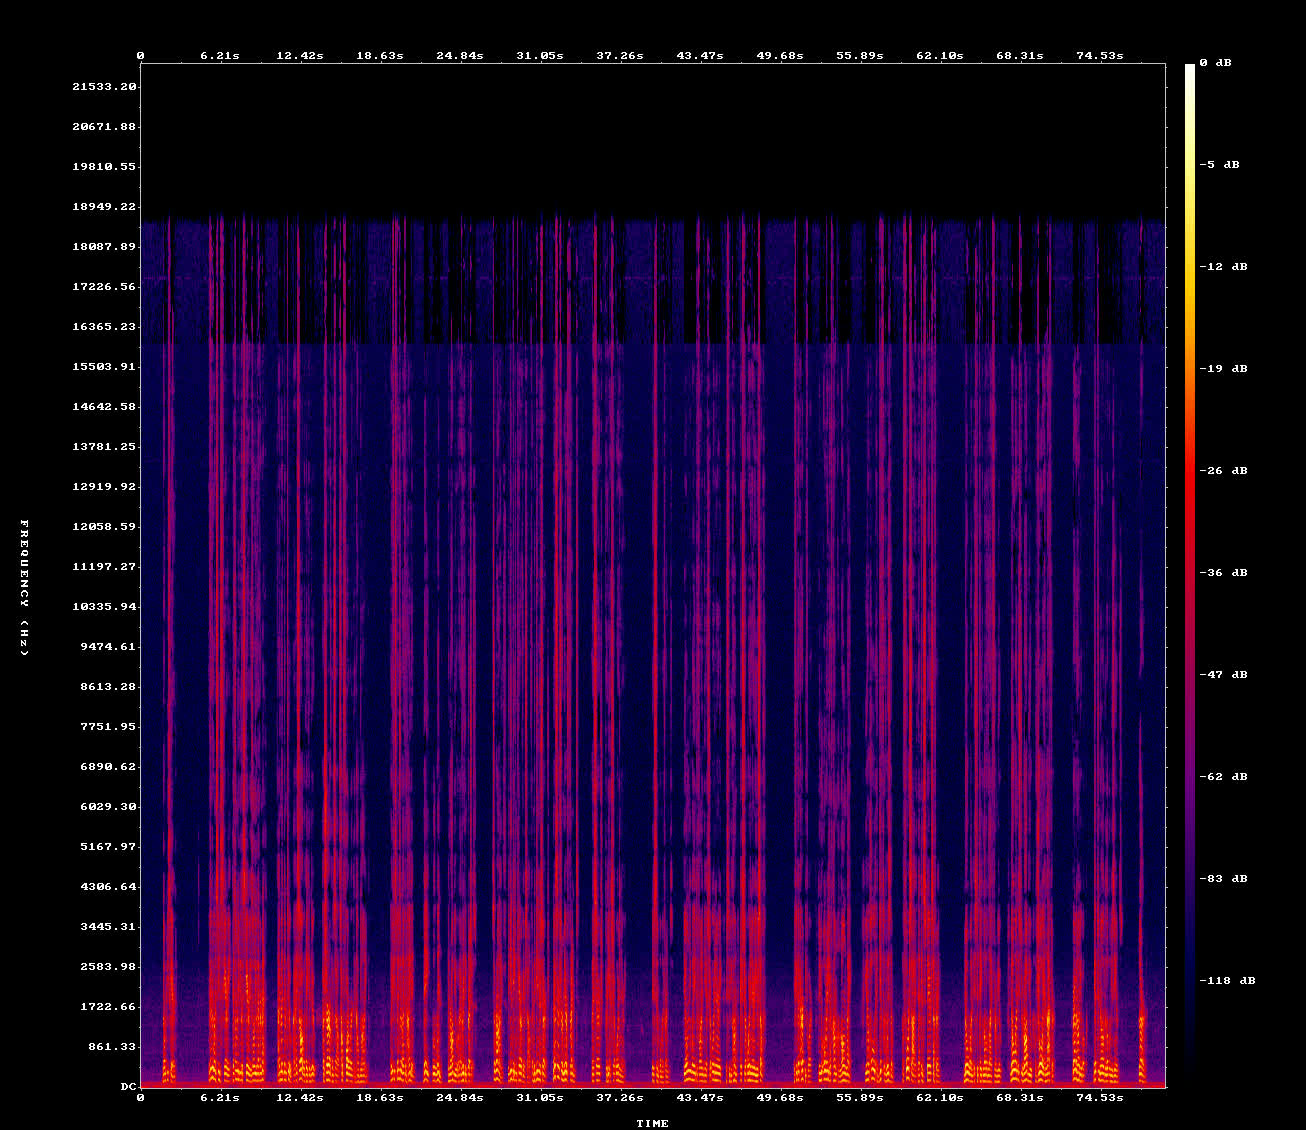 0 6.21s 12.42s 18.63s 24.84s 31.05s 37.26s 43.47s 49.68s 55.89s 62.10s 68.31s 74.53s
0 dB
21533.20
20671.88
19810.55
-5 dB
18949.22
18087.89
-12 dB
17226.56
16365.23
15503.91
-19 dB
14642.58
13781.25
-26 dB
12919.92
12058.59
FREQUENCY (Hz)
11197.27
-36 dB
10335.94
9474.61
-47 dB
8613.28
7751.95
6890.62
-62 dB
6029.30
5167.97
4306.64
-83 dB
3445.31
2583.98
-118 dB
1722.66
861.33
DC
0 6.21s 12.42s 18.63s 24.84s 31.05s 37.26s 43.47s 49.68s 55.89s 62.10s 68.31s 74.53s
TIME